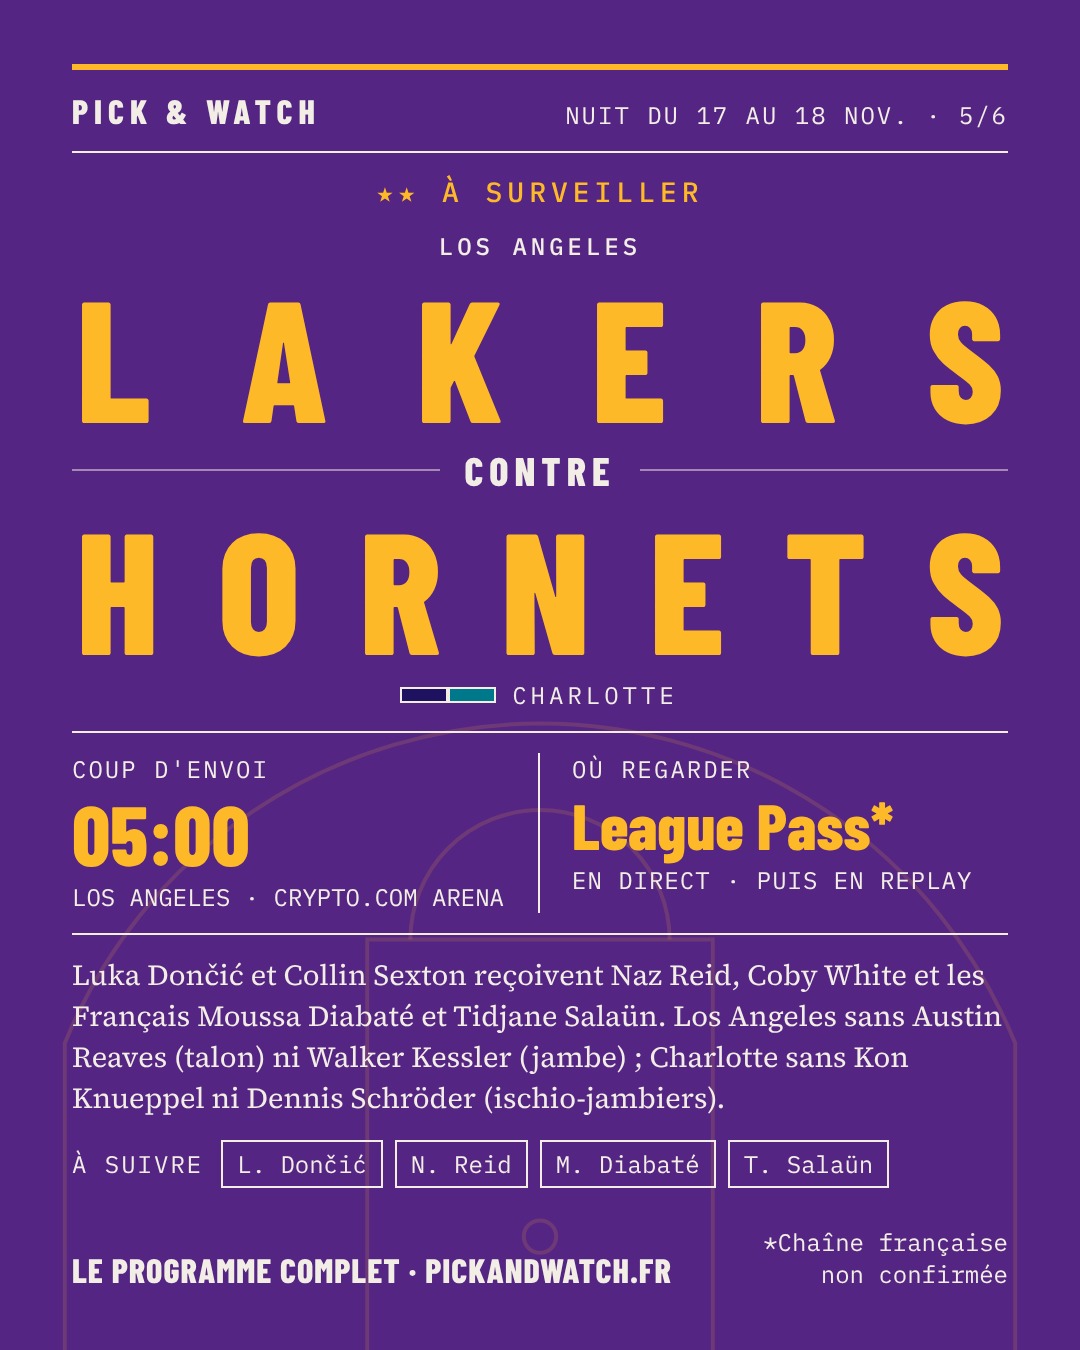 PICK & WATCH
NUIT DU 17 AU 18 NOV. · 5/6
★★ À SURVEILLER
LOS ANGELES
LAKERS
CONTRE
HORNETS
CHARLOTTE
COUP D'ENVOI
05:00
LOS ANGELES · CRYPTO.COM ARENA
OÙ REGARDER
League Pass*
EN DIRECT · PUIS EN REPLAY
Luka Dončić et Collin Sexton reçoivent Naz Reid, Coby White et les
Français Moussa Diabaté et Tidjane Salaün. Los Angeles sans Austin
Reaves (talon) ni Walker Kessler (jambe) ; Charlotte sans Kon
Knueppel ni Dennis Schröder (ischio-jambiers).
À SUIVRE L. Dončić N. Reid M. Diabaté T. Salaün
LE PROGRAMME COMPLET · PICKANDWATCH.FR
*Chaîne française
non confirmée